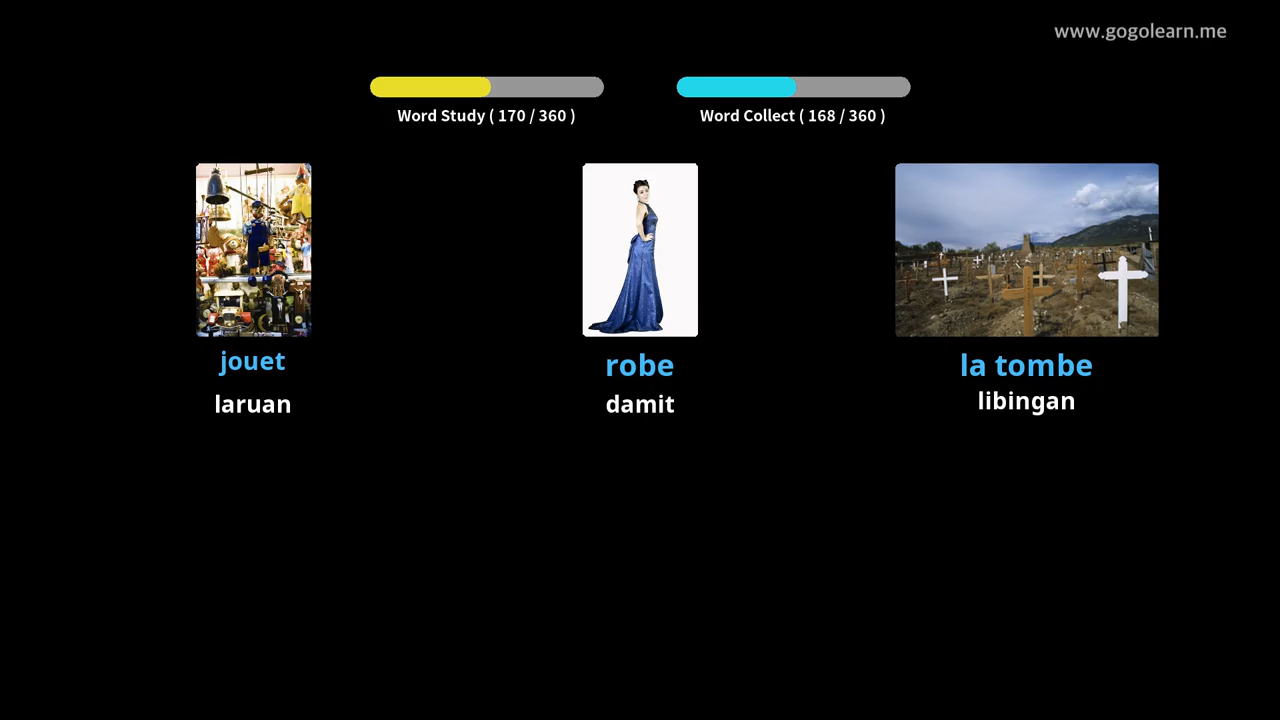 www.gogolearn.me
Word Study ( 170 / 360 )
Word Collect ( 168 / 360 )
jouet
laruan
robe
damit
la tombe
libingan